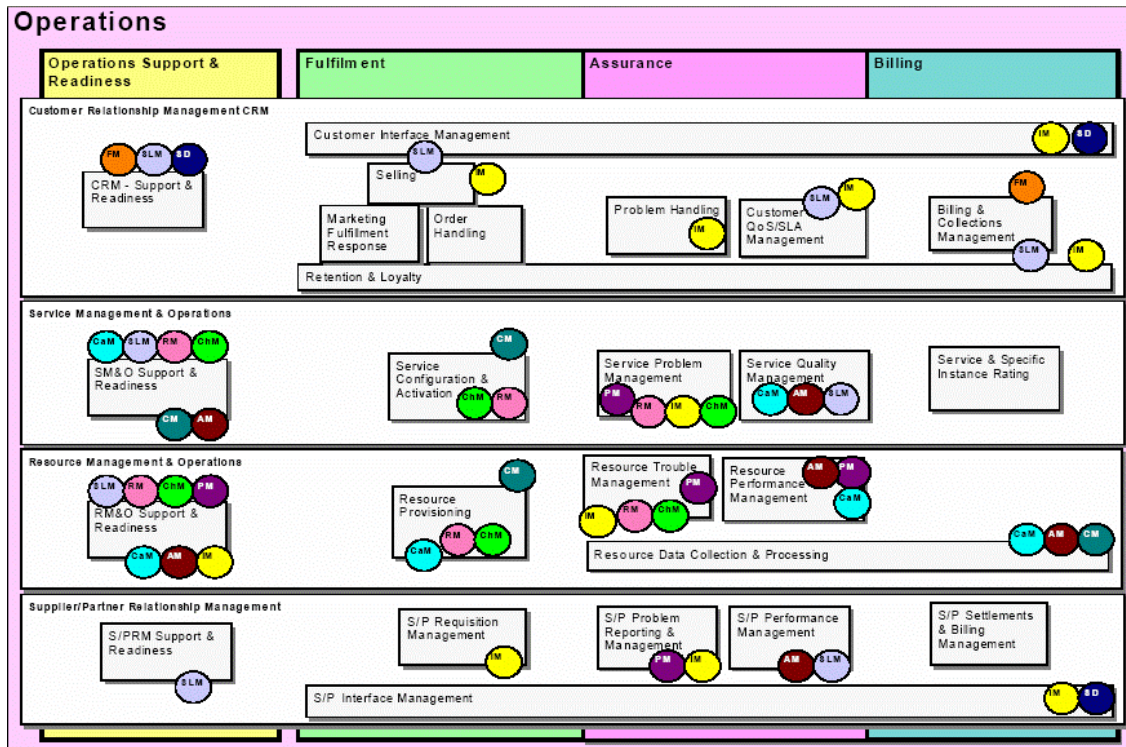 Operations
Operations Support &
Readiness
Fulfilment
Assurance
Billing
Customer Relationship Management CRM
Customer Interface Management
IM
SD
FM
SLM
SD
CRM - Support &
Readiness
SLM
Selling
IM
Marketing
Fulfillment
Response
Order
Handling
Problem Handling
IM
SLM
IM
Customer
QoS/SLA
Management
FM
Billing &
Collections
Management
SLM
IM
Retention & Loyalty
Service Management & Operations
CaM
SLM
RM
ChM
SM&O Support &
Readiness
CM
AM
CM
Service
Configuration &
Activation
ChM
RM
Service Problem
Management
PM
RM
IM
ChM
Service Quality
Management
CaM
AM
SLM
Service & Specific
Instance Rating
Resource Management & Operations
SLM
RM
ChM
PM
RM&O Support &
Readiness
CaM
AM
IM
CM
Resource
Provisioning
RM
ChM
CaM
Resource Trouble
Management
PM
IM
RM
ChM
Resource
Performance
Management
AM
PM
CaM
Resource Data Collection & Processing
CaM
AM
CM
Supplier/Partner Relationship Management
S/PRM Support &
Readiness
SLM
S/P Requisition
Management
IM
S/P Problem
Reporting &
Management
PM
IM
S/P Performance
Management
AM
SLM
S/P Settlements
& Billing
Management
S/P Interface Management
IM
SD